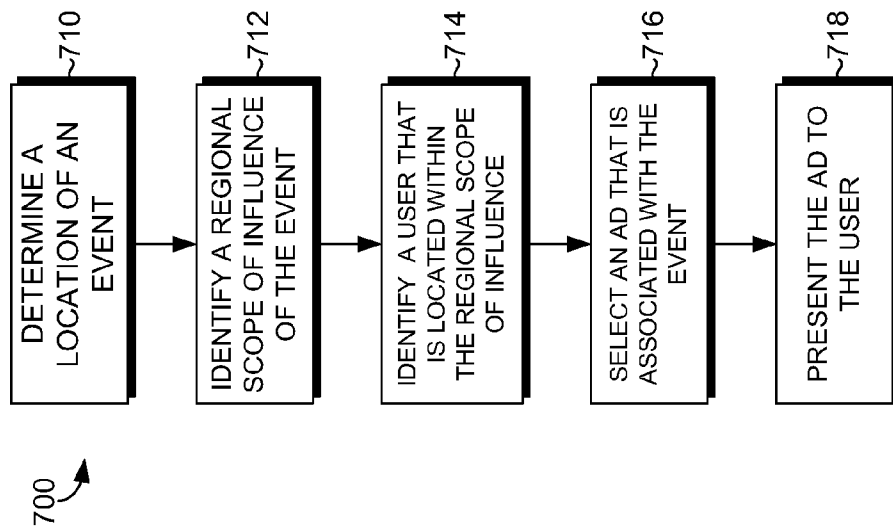 700
DETERMINE A
LOCATION OF AN
EVENT
710
IDENTIFY A REGIONAL
SCOPE OF INFLUENCE
OF THE EVENT
712
IDENTIFY A USER THAT
IS LOCATED WITHIN
THE REGIONAL SCOPE
OF INFLUENCE
714
SELECT AN AD THAT IS
ASSOCIATED WITH THE
EVENT
716
PRESENT THE AD TO
THE USER
718